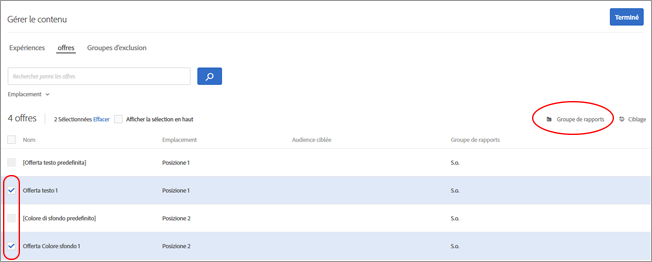 Gérer le contenu
Terminé
Expériences offres Groupes d'exclusion
Rechercher parmi les offres
Emplacement
4 offres 2 Sélectionnées Effacer Afficher la sélection en haut Groupe de rapports Ciblage
Nom Emplacement Audience ciblée Groupe de rapports
[Offerta testo predefinita] Posizione 1 S.o.
Offerta testo 1 Posizione 1 S.o.
[Colore di sfondo predefinito] Posizione 2 S.o.
Offerta Colore sfondo 1 Posizione 2 S.o.